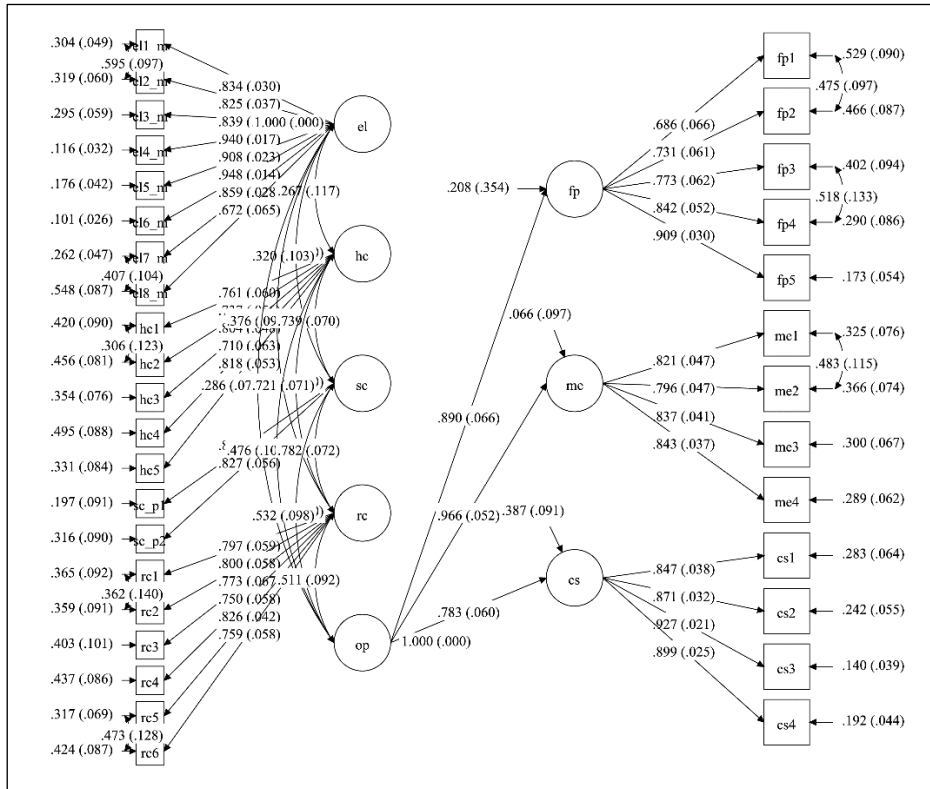 .304 (.049) el1_m
.595 (.097)
.319 (.060) el2_m
.295 (.059) el3_m
.116 (.032) el4_m
.176 (.042) el5_m
.101 (.026) el6_m
.262 (.047) el7_m
.407 (.104)
.548 (.087) el8_m
.420 (.090) hc1
.306 (.123)
.456 (.081) hc2
.354 (.076) hc3
.495 (.088) hc4
.331 (.084) hc5
.197 (.091) sc_p1
.316 (.090) sc_p2
.365 (.092) rc1
.362 (.140)
.359 (.091) rc2
.403 (.101) rc3
.437 (.086) rc4
.317 (.069) rc5
.473 (.128)
.424 (.087) rc6
.834 (.030)
.825 (.037)
.839 ( 1.000 (.000)
.940 (.017)
.908 (.023)
.948 (.014)
.859 (.028
.672 (.065)
.267 (.117)
.320 (.103)
.761 (.060)
.376 (.09 .739 (.070)
.710 (.063)
.818 (.053)
.286 (.07 .721 (.071)
.476 (.10 .782 (.072)
.827 (.056)
.532 (.098)
.797 (.059)
.800 (.058)
.773 (.067
.511 (.092)
.750 (.058)
.826 (.042)
.759 (.058)
el
hc
sc
rc
op
.890 (.066)
.966 (.052)
.783 (.060)
1.000 (.000)
.208 (.354) fp
.066 (.097)
mc
.387 (.091)
cs
.686 (.066)
.731 (.061)
.773 (.062)
.842 (.052)
.909 (.030)
.821 (.047)
.796 (.047)
.837 (.041)
.843 (.037)
.847 (.038)
.871 (.032)
.927 (.021)
.899 (.025)
fp1 .529 (.090)
.475 (.097)
fp2 .466 (.087)
fp3 .402 (.094)
.518 (.133)
fp4 .290 (.086)
fp5 .173 (.054)
mc1 .325 (.076)
.483 (.115)
me2 .366 (.074)
me3 .300 (.067)
me4 .289 (.062)
cs1 .283 (.064)
cs2 .242 (.055)
cs3 .140 (.039)
cs4 .192 (.044)